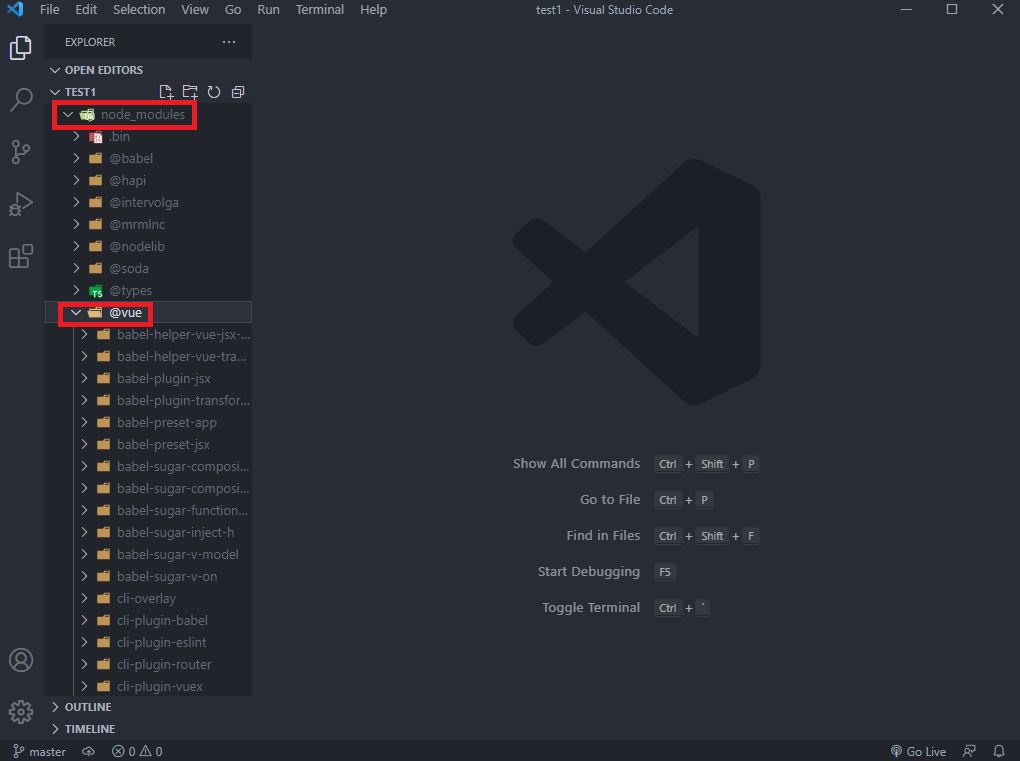 File Edit Selection View Go Run Terminal Help test1 - Visual Studio Code
EXPLORER
OPEN EDITORS
TEST1
node_modules
.bin
@babel
@hapi
@intervolga
@mrmlnc
@nodelib
@soda
TS @types
@vue
babel-helper-vue-jsx-...
babel-helper-vue-tra...
babel-plugin-jsx
babel-plugin-transfor...
babel-preset-app
babel-preset-jsx
babel-sugar-composi...
babel-sugar-composi...
babel-sugar-function...
babel-sugar-inject-h
babel-sugar-v-model
babel-sugar-v-on
cli-overlay
cli-plugin-babel
cli-plugin-eslint
cli-plugin-router
cli-plugin-vuex
OUTLINE
TIMELINE
Show All Commands Ctrl + Shift + P
Go to File Ctrl + P
Find in Files Ctrl + Shift + F
Start Debugging F5
Toggle Terminal Ctrl + `
master 0 0 Go Live